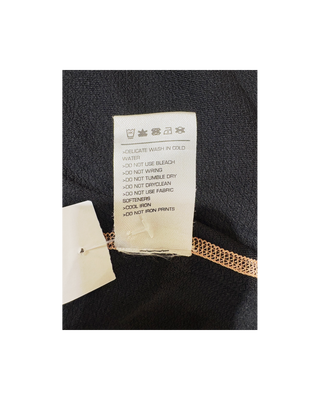 >DELICATE WASH IN COLD
WATER
>DO NOT USE BLEACH
>DO NOT WRING
>DO NOT TUMBLE DRY
>DO NOT DRYCLEAN
>DO NOT USE FABRIC
SOFTENERS
>COOL IRON
>DO NOT IRON PRINTS